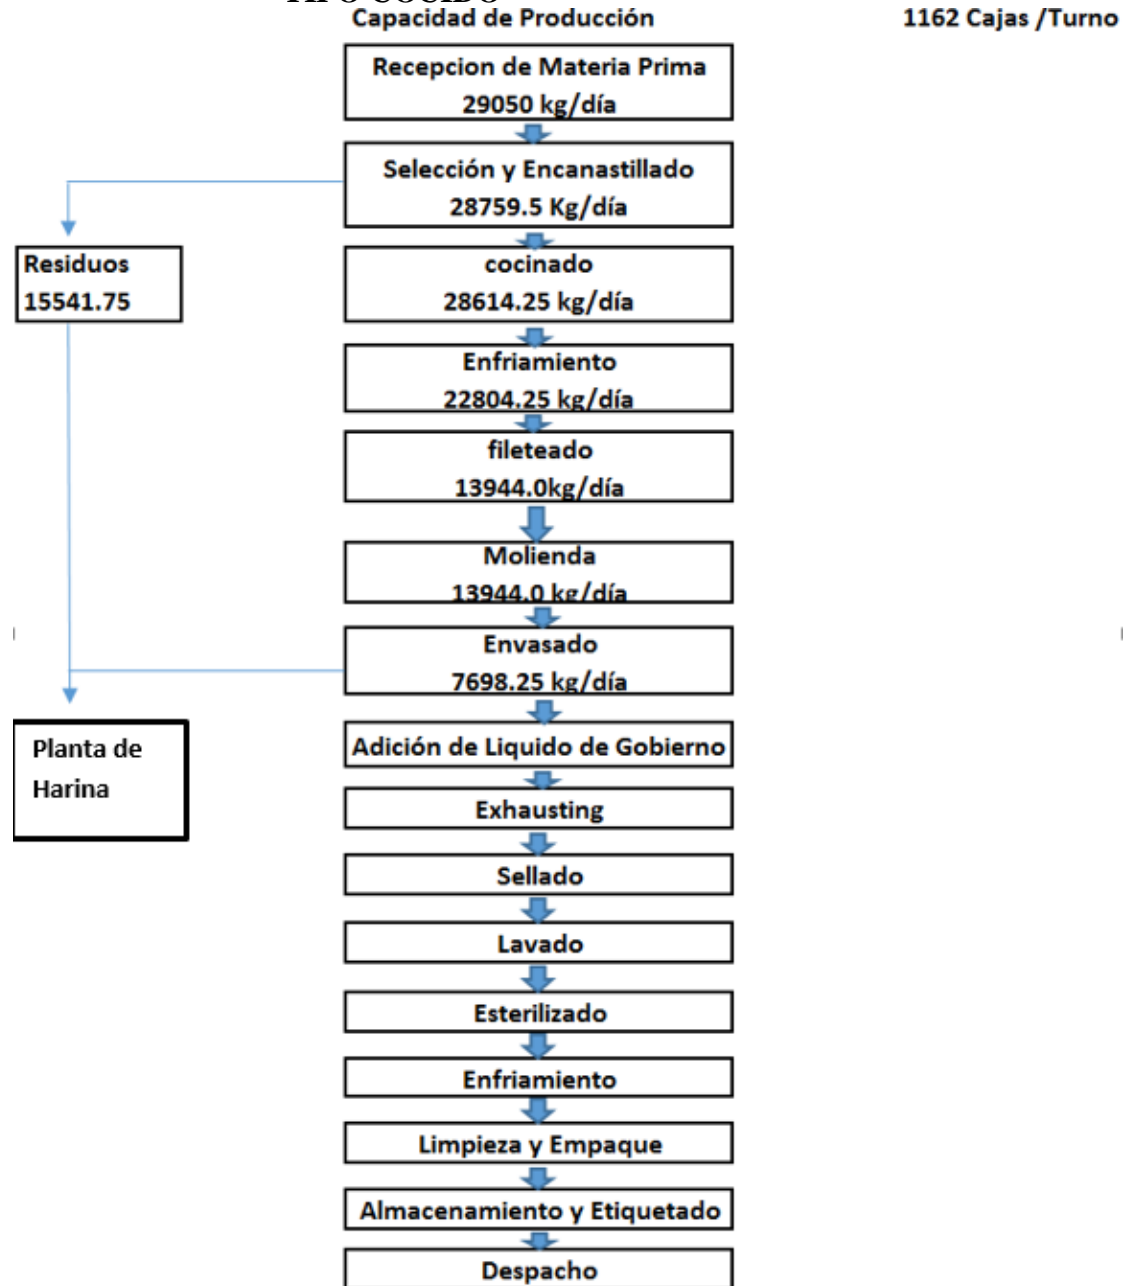 Capacidad de Producción 1162 Cajas /Turno
Recepcion de Materia Prima
29050 kg/día
Selección y Encanastillado
28759.5 Kg/día
Residuos
15541.75
cocinado
28614.25 kg/día
Enfriamiento
22804.25 kg/día
fileteado
13944.0kg/día
Molienda
13944.0 kg/día
Envasado
7698.25 kg/día
Planta de
Harina
Adición de Liquido de Gobierno
Exhausting
Sellado
Lavado
Esterilizado
Enfriamiento
Limpieza y Empaque
Almacenamiento y Etiquetado
Despacho